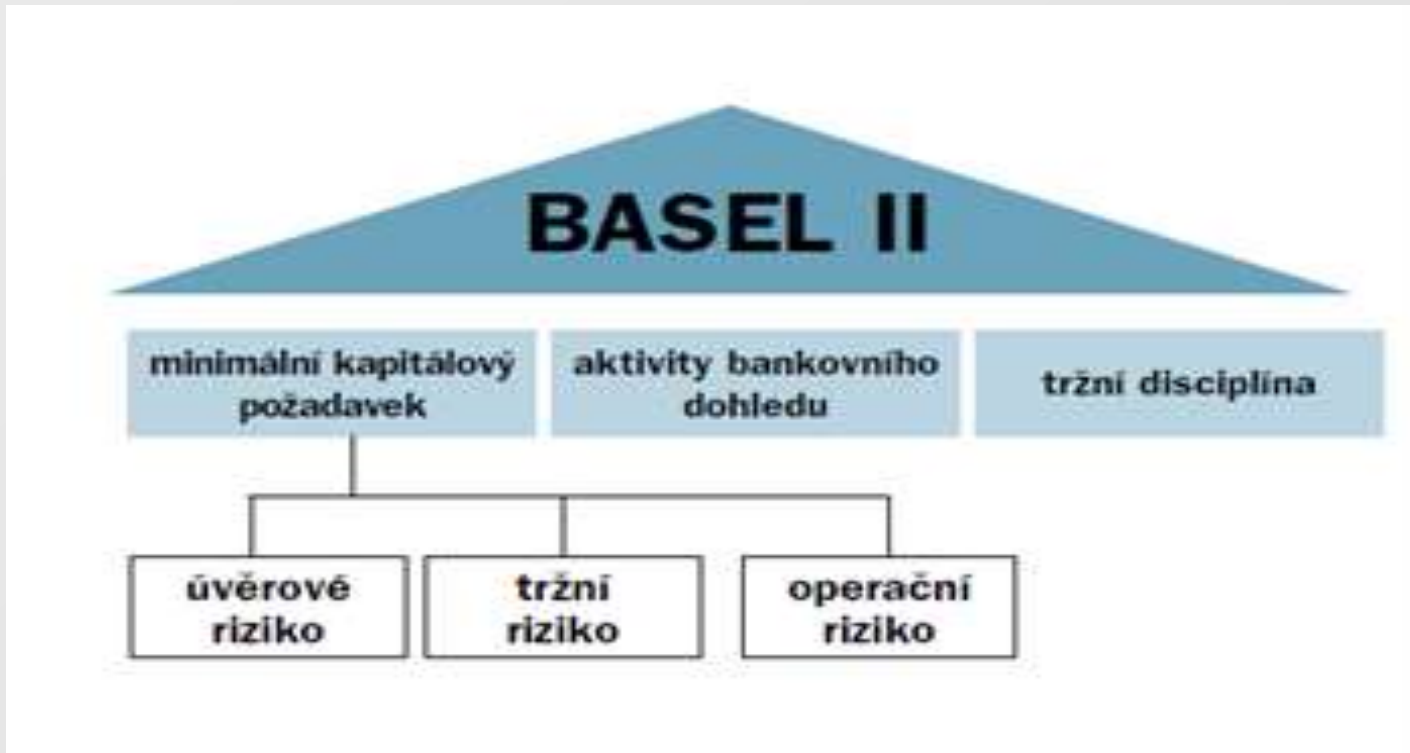 BASEL II
minimální kapitálový
požadavek
aktivity bankovního
dohledu
tržní disciplína
úvěrové
riziko
tržní
riziko
operační
riziko